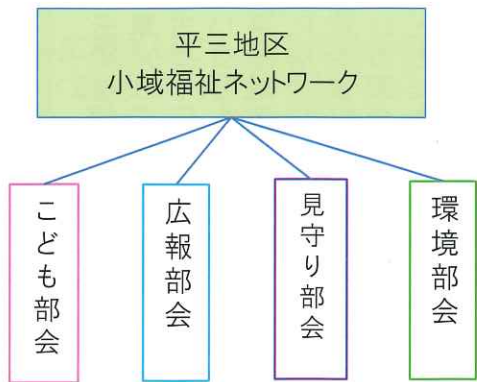 平三地区
小域福祉ネットワーク
こども部会
広報部会
見守り部会
環境部会